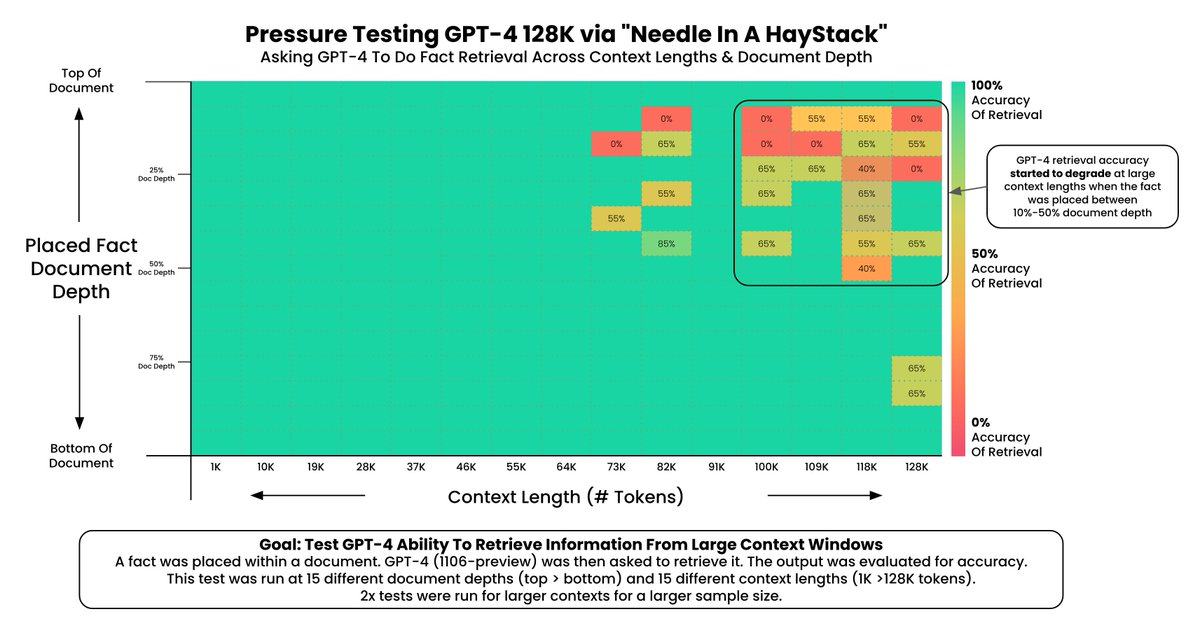 Pressure Testing GPT-4 128K via "Needle In A HayStack"
Asking GPT-4 To Do Fact Retrieval Across Context Lengths & Document Depth
Top Of
Document
25%
Doc Depth
Placed Fact
Document
Depth
50%
Doc Depth
75%
Doc Depth
Bottom Of
Document
0% 0% 55% 55% 0%
0% 65% 0% 0% 65% 55%
65% 65% 40% 0%
55% 65% 65%
55% 65%
85% 65% 55% 65%
40%
65%
65%
100%
Accuracy
Of Retrieval
50%
Accuracy
Of Retrieval
0%
Accuracy
Of Retrieval
GPT-4 retrieval accuracy
started to degrade at large
context lengths when the fact
was placed between
10%-50% document depth
1K 10K 19K 28K 37K 46K 55K 64K 73K 82K 91K 100K 109K 118K 128K
Context Length (# Tokens)
Goal: Test GPT-4 Ability To Retrieve Information From Large Context Windows
A fact was placed within a document. GPT-4 (1106-preview) was then asked to retrieve it. The output was evaluated for accuracy.
This test was run at 15 different document depths (top > bottom) and 15 different context lengths (1K >128K tokens).
2x tests were run for larger contexts for a larger sample size.